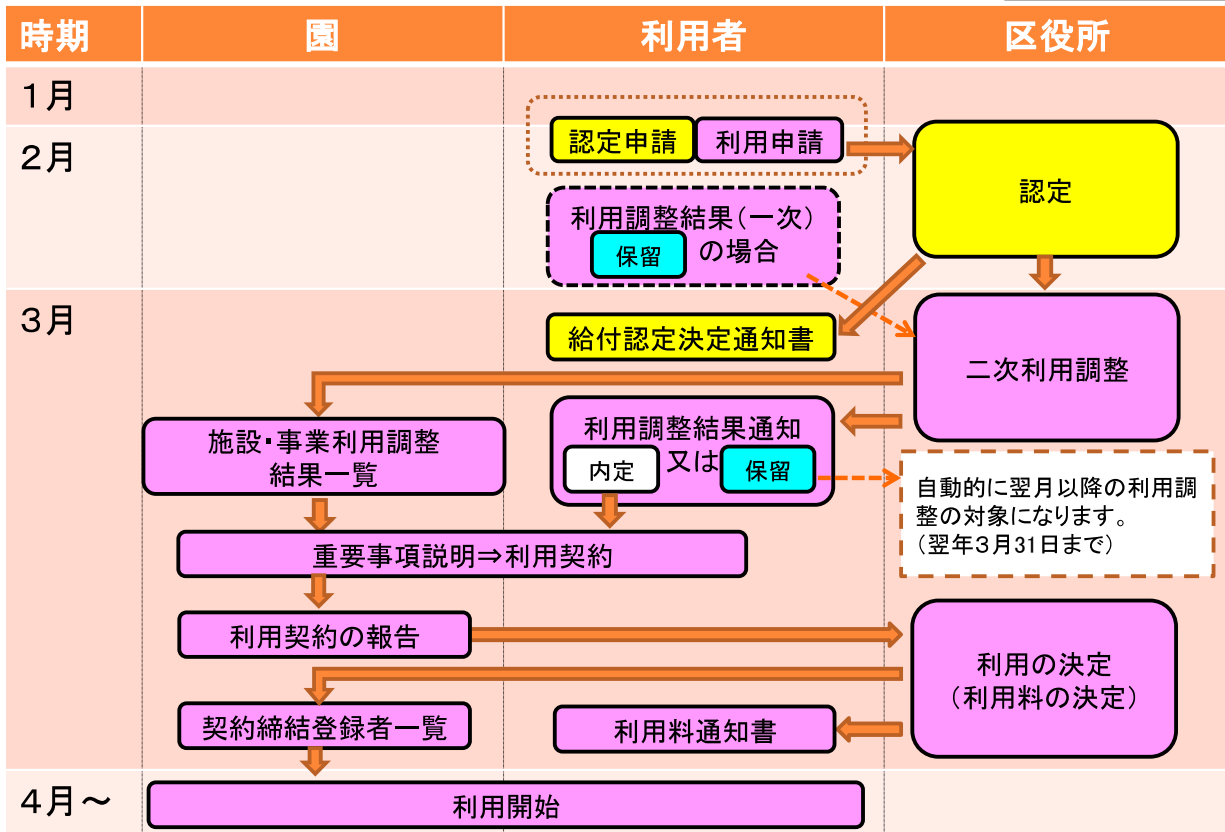 時期
園
利用者
区役所
1月
2月
認定申請
利用申請
認定
利用調整結果(一次)
保留 の場合
3月
給付認定決定通知書
二次利用調整
施設・事業利用調整
結果一覧
利用調整結果通知
内定 又は 保留
自動的に翌月以降の利用調
整の対象になります。
(翌年3月31日まで)
重要事項説明⇒利用契約
利用契約の報告
利用の決定
(利用料の決定)
契約締結登録者一覧
利用料通知書
4月~
利用開始